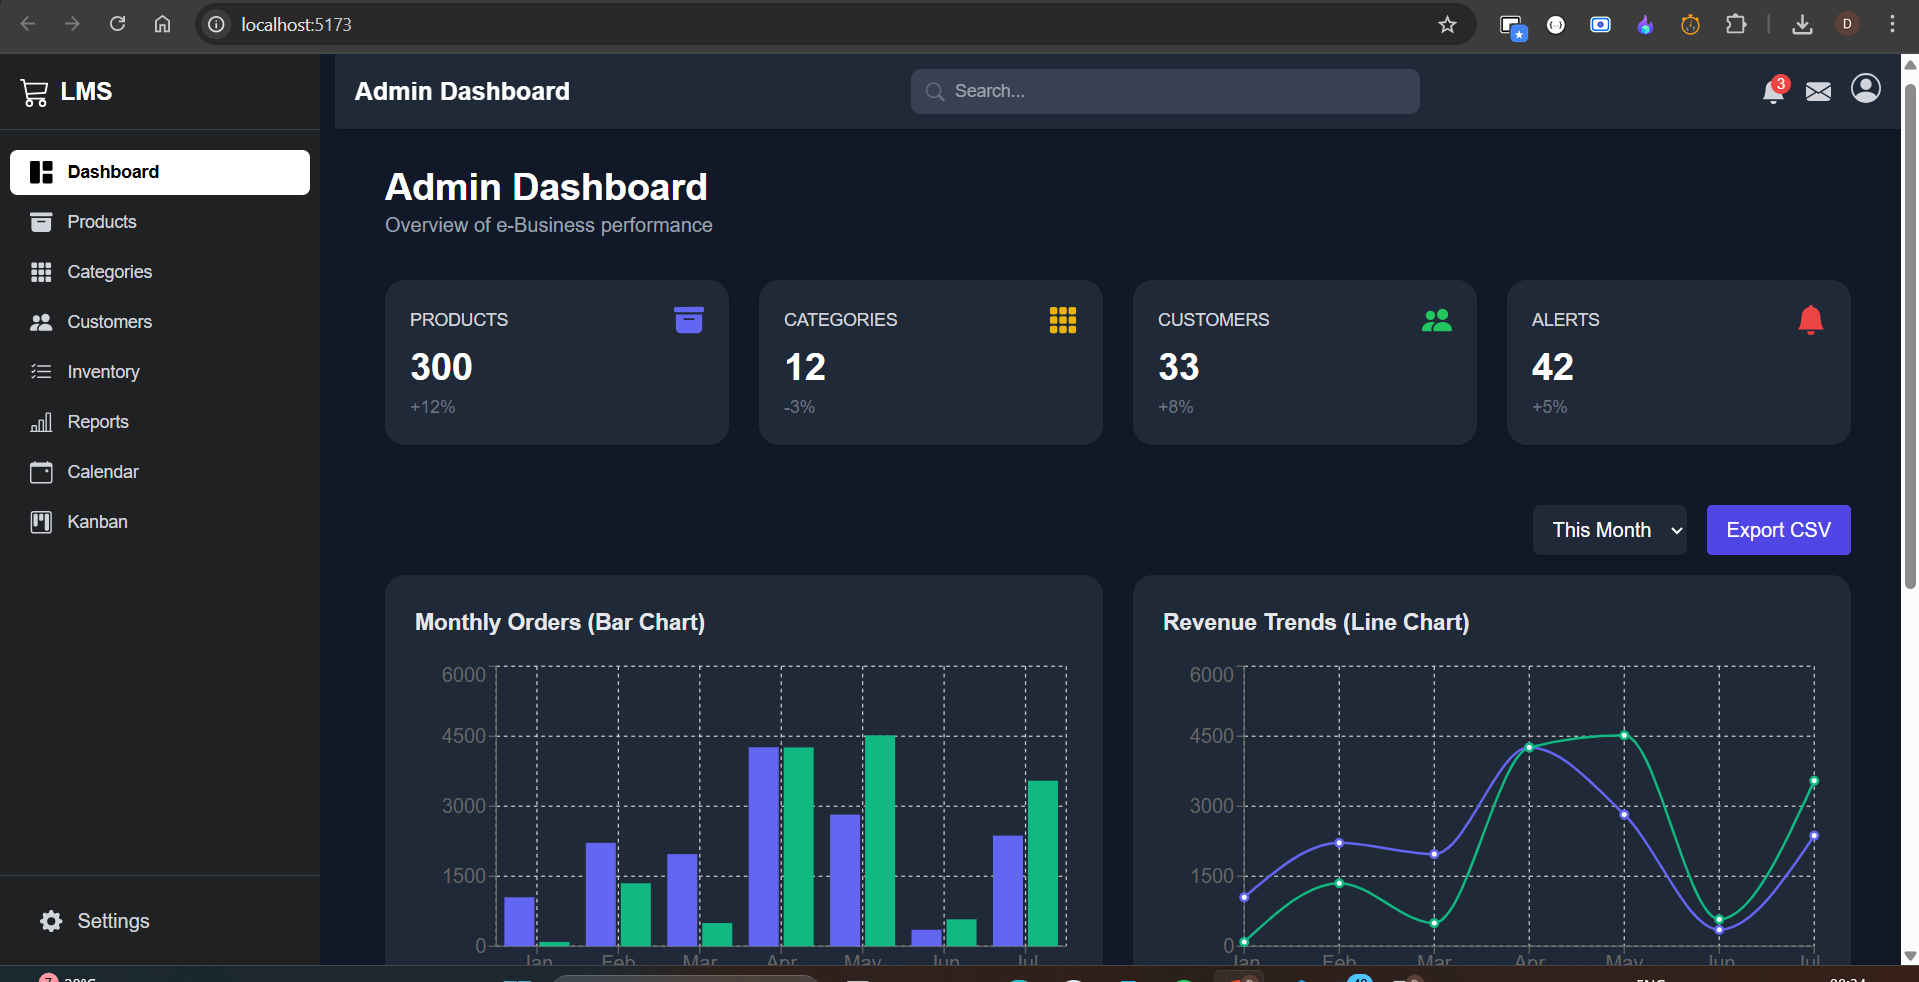 localhost:5173
D
LMS
Admin Dashboard
Search...
3
Dashboard
Products
Categories
Customers
Inventory
Reports
Calendar
Kanban
Settings
Admin Dashboard
Overview of e-Business performance
PRODUCTS
300
+12%
CATEGORIES
12
-3%
CUSTOMERS
33
+8%
ALERTS
42
+5%
This Month
Export CSV
Monthly Orders (Bar Chart)
6000
4500
3000
1500
0
Jan Feb Mar Apr May Jun Jul
Revenue Trends (Line Chart)
6000
4500
3000
1500
0
Jan Feb Mar Apr May Jun Jul